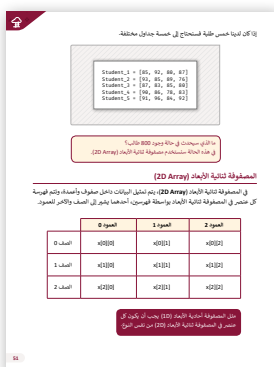 إذا كان لدينا خمس طلبة فسنحتاج إلى خمسة جداول مختلفة.
Student_1 = [85, 92, 88, 87]
Student_2 = [93, 85, 89, 76]
Student_3 = [87, 82, 85, 88]
Student_4 = [90, 86, 78, 83]
Student_5 = [91, 96, 84, 92]
ما الذي سيحدث في حالة وجود 800 طالب؟
في هذه الحالة ستستخدم مصفوفة ثنائية الأبعاد (2D Array).
المصفوفة ثنائية الأبعاد (2D Array)
في المصفوفة ثنائية الأبعاد (2D Array)، يتم تمثيل البيانات داخل صفوف وأعمدة، وتتم فهرسة
كل عنصر في المصفوفة ثنائية الأبعاد بواسطة فهرسين، أحدهما يشير إلى الصف والآخر للعمود.
العمود 0 العمود 1 العمود 2
الصف 0 x[0][0] x[0][1] x[0][2]
الصف 1 x[1][0] x[1][1] x[1][2]
الصف 2 x[2][0] x[2][1] x[2][2]
مثل المصفوفة أحادية الأبعاد (1D) يجب أن يكون كل
عنصر في المصفوفة ثنائية الأبعاد (2D) من نفس النوع.
51